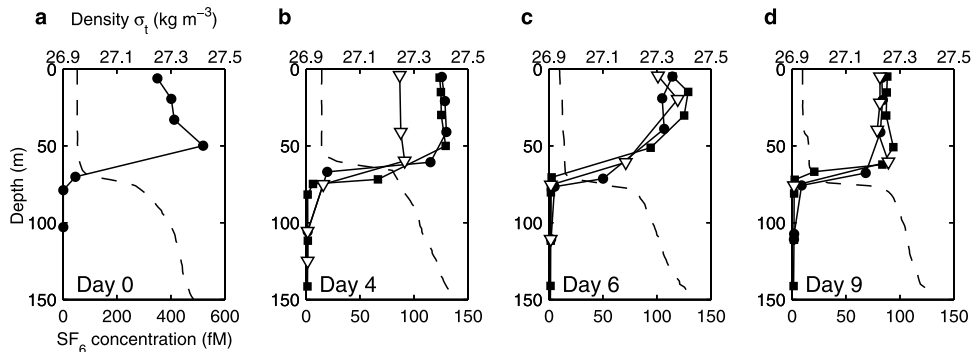 a Density σt (kg m−3) b c d
26.9 27.1 27.3 27.5 26.9 27.1 27.3 27.5 26.9 27.1 27.3 27.5 26.9 27.1 27.3 27.5
0 0 0 0
50 50 50 50
Depth (m)
100 100 100 100
Day 0 Day 4 Day 6 Day 9
150 150 150 150
0 200 400 600 0 50 100 150 0 50 100 150 0 50 100 150
SF6 concentration (fM)